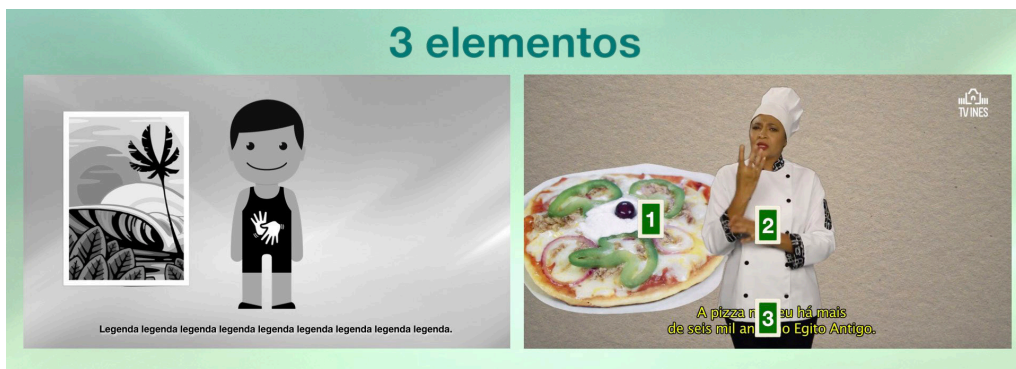 3 elementos
Legenda legenda legenda legenda legenda legenda legenda legenda legenda.
TV INES
1
2
A pizza há mais
3
de seis mil Egito Antigo.